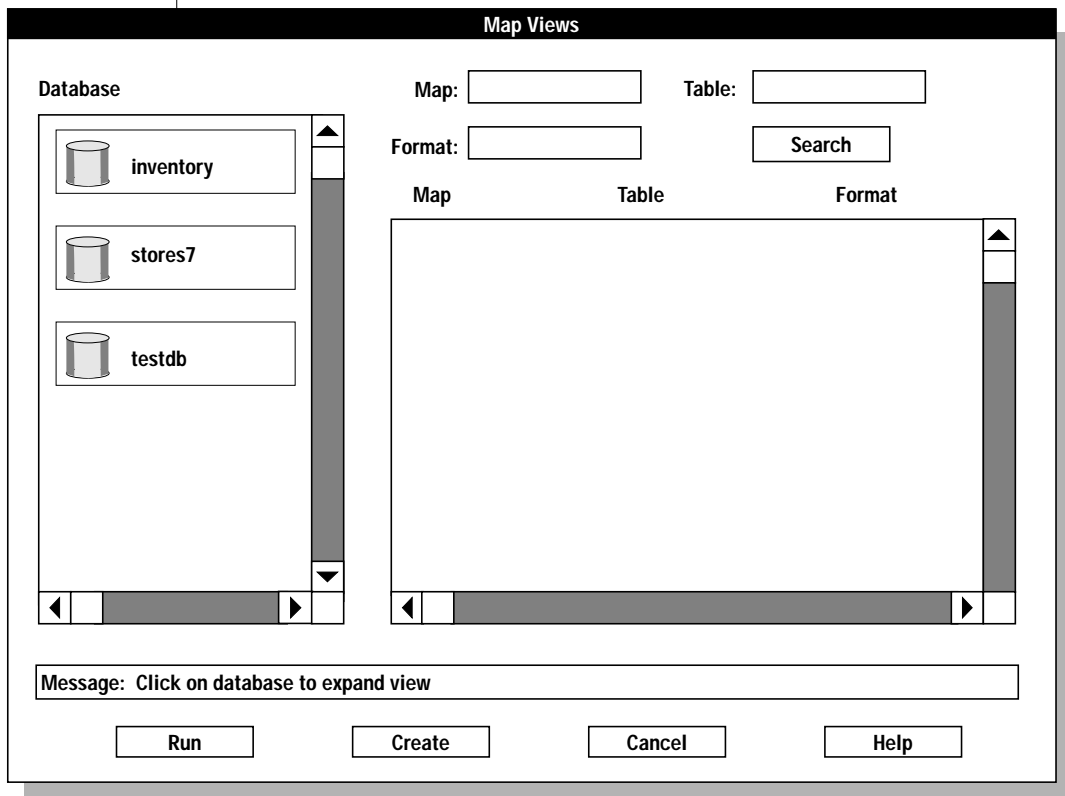 Map Views
Database
Map:
Table:
Format:
Search
inventory
stores7
testdb
Map Table Format
Message: Click on database to expand view
Run Create Cancel Help